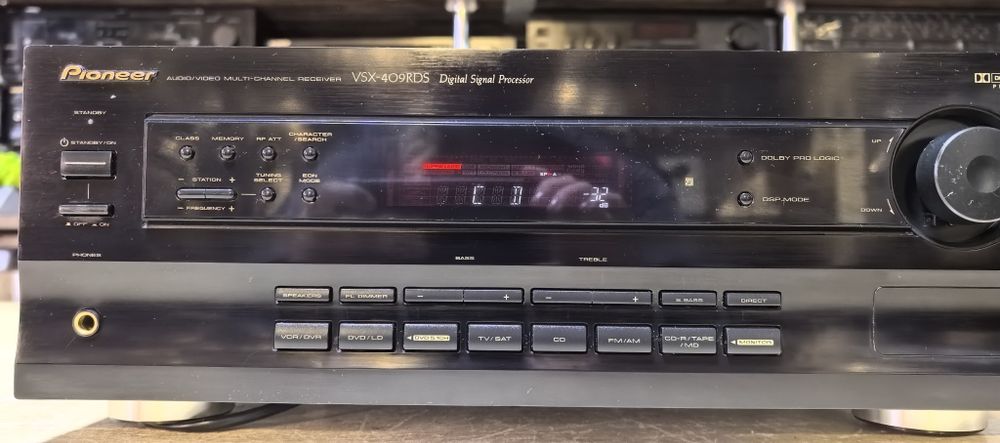 Pioneer AUDIO/VIDEO MULTI-CHANNEL RECEIVER VSX-409RDS Digital Signal Processor
STANDBY
STANDBY/ON
CLASS MEMORY RF ATT CHARACTER /SEARCH
- STATION + TUNING SELECT EON MODE
- FREQUENCY +
SP►A
CD -32
dB
DOLBY PRO LOGIC
DSP MODE
UP
DOWN
OFF ON
PHONES
BASS TREBLE
SPEAKERS FL DIMMER - + - + S.BASS DIRECT
VCR/DVR DVD/LD DVD 5.1CH TV/SAT CD FM/AM CD-R/TAPE /MD MONITOR